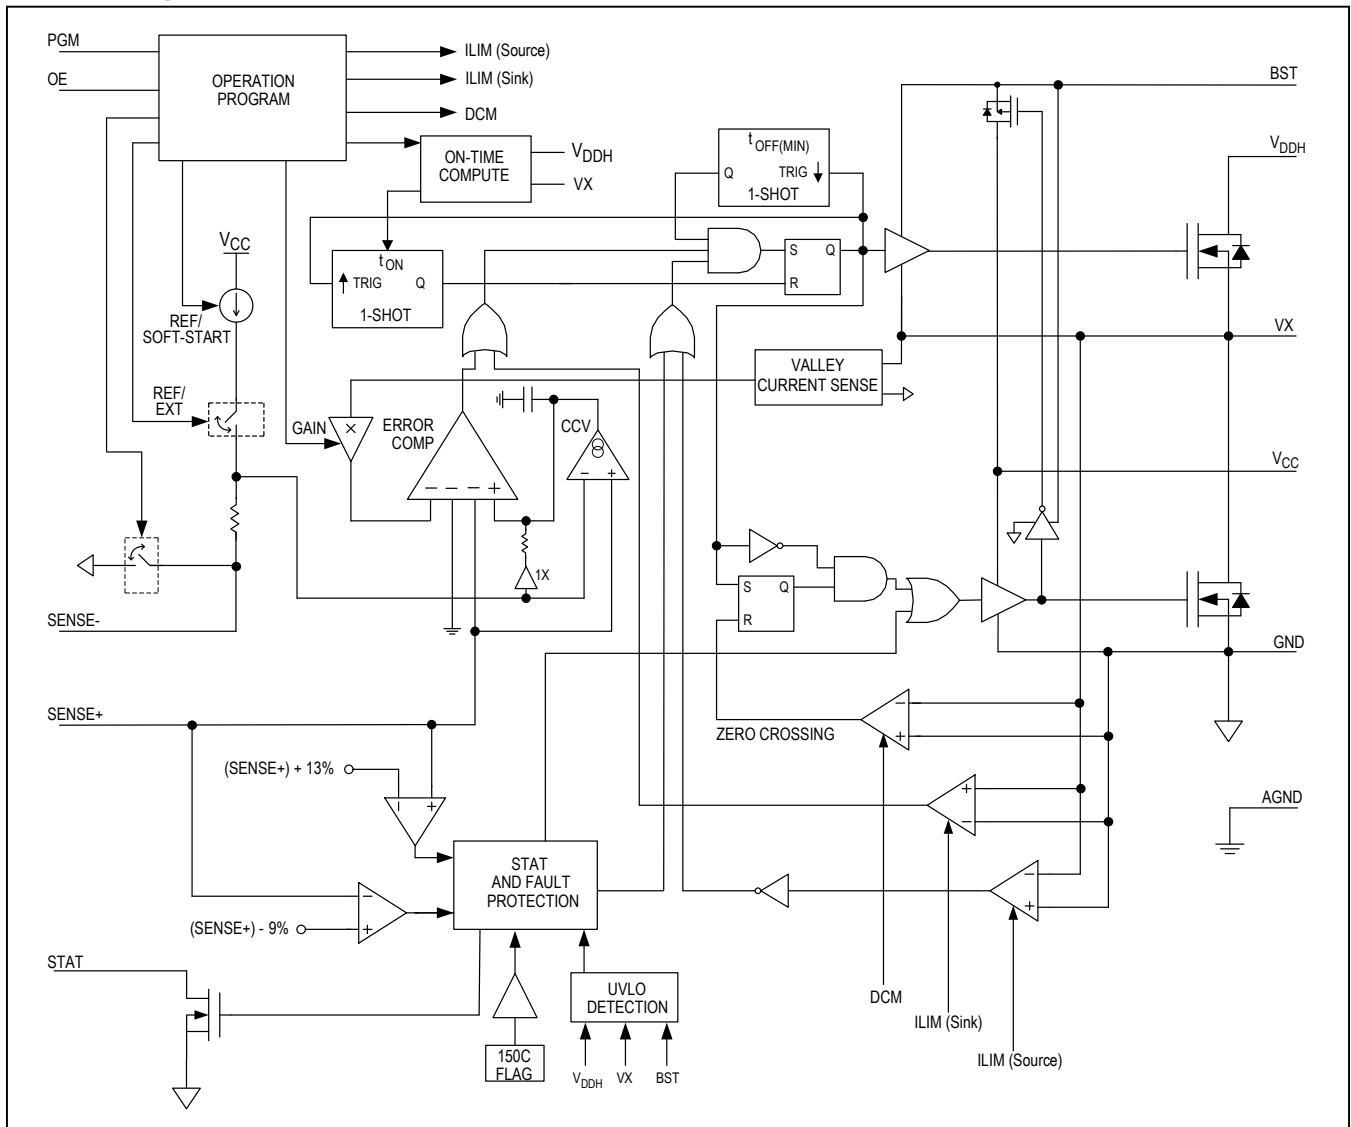 PGM
OE
OPERATION
PROGRAM
ILIM (Source)
ILIM (Sink)
DCM
ON-TIME
COMPUTE
VDDH
VX
tOFF(MIN)
Q TRIG
1-SHOT
BST
VDDH
VCC
REF/
SOFT-START
tON
TRIG Q
1-SHOT
S Q
R
VX
VALLEY
CURRENT SENSE
REF/
EXT
GAIN
×
ERROR
COMP
CCV
− +
− − − +
VCC
1X
S Q
R
SENSE-
GND
SENSE+
ZERO CROSSING
−
+
(SENSE+) + 13%
− +
+
−
AGND
STAT
AND FAULT
PROTECTION
−
+
(SENSE+) - 9%
−
+
STAT
UVLO
DETECTION
DCM
ILIM (Sink)
ILIM (Source)
150C
FLAG
VDDH VX BST